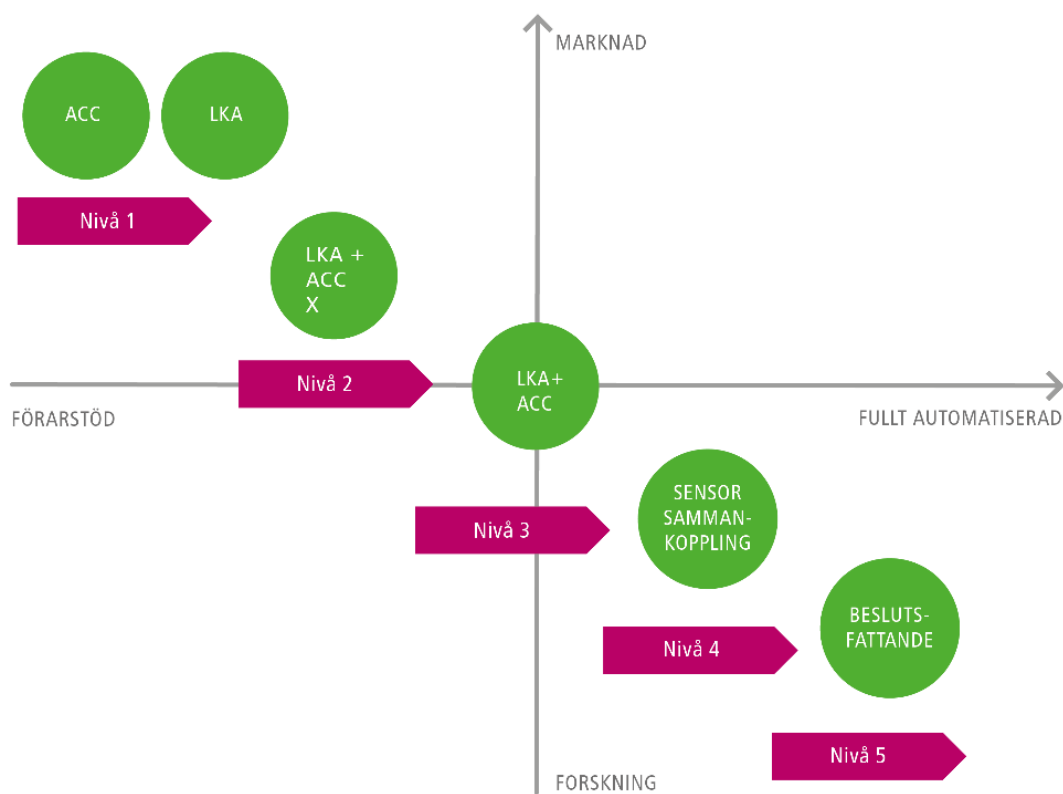 MARKNAD
ACC
LKA
Nivå 1
LKA +
ACC
X
Nivå 2
LKA+
ACC
FÖRARSTÖD
FULLT AUTOMATISERAD
SENSOR
SAMMAN-
KOPPLING
Nivå 3
BESLUTS-
FATTANDE
Nivå 4
Nivå 5
FORSKNING